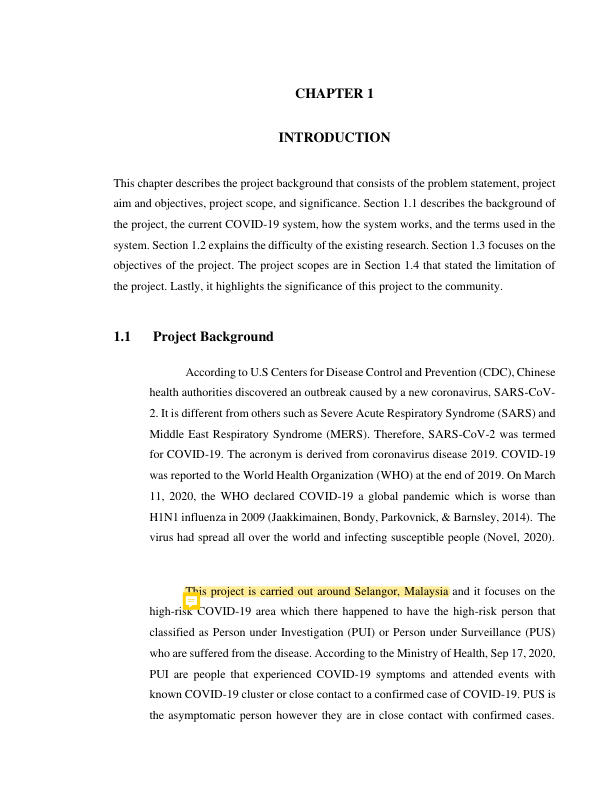 CHAPTER 1
INTRODUCTION
This chapter describes the project background that consists of the problem statement, project
aim and objectives, project scope, and significance. Section 1.1 describes the background of
the project, the current COVID-19 system, how the system works, and the terms used in the
system. Section 1.2 explains the difficulty of the existing research. Section 1.3 focuses on the
objectives of the project. The project scopes are in Section 1.4 that stated the limitation of
the project. Lastly, it highlights the significance of this project to the community.
1.1 Project Background
According to U.S Centers for Disease Control and Prevention (CDC), Chinese
health authorities discovered an outbreak caused by a new coronavirus, SARS-CoV-
2. It is different from others such as Severe Acute Respiratory Syndrome (SARS) and
Middle East Respiratory Syndrome (MERS). Therefore, SARS-CoV-2 was termed
for COVID-19. The acronym is derived from coronavirus disease 2019. COVID-19
was reported to the World Health Organization (WHO) at the end of 2019. On March
11, 2020, the WHO declared COVID-19 a global pandemic which is worse than
H1N1 influenza in 2009 (Jaakkimainen, Bondy, Parkovnick, & Barnsley, 2014). The
virus had spread all over the world and infecting susceptible people (Novel, 2020).
This project is carried out around Selangor, Malaysia and it focuses on the
high-risk COVID-19 area which there happened to have the high-risk person that
classified as Person under Investigation (PUI) or Person under Surveillance (PUS)
who are suffered from the disease. According to the Ministry of Health, Sep 17, 2020,
PUI are people that experienced COVID-19 symptoms and attended events with
known COVID-19 cluster or close contact to a confirmed case of COVID-19. PUS is
the asymptomatic person however they are in close contact with confirmed cases.